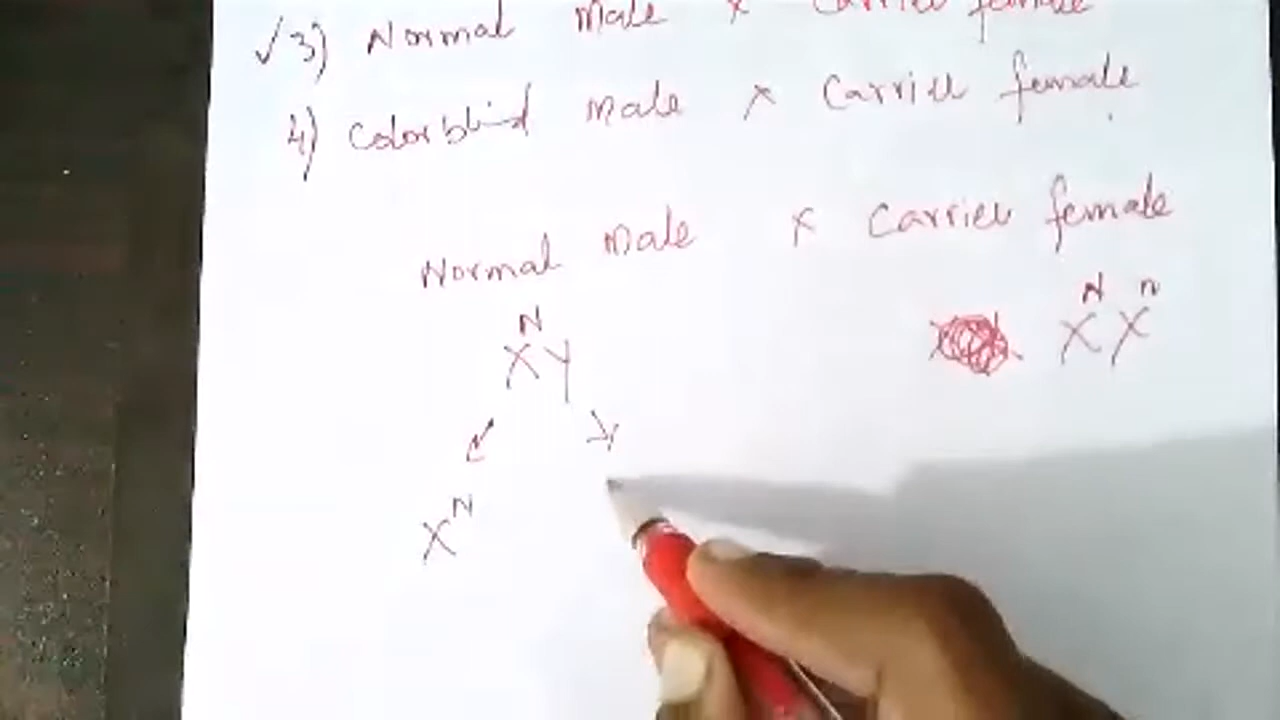 √3) Normal Male x Carrier female
4) Colorblind Male x Carrier female
Normal Male x Carrier female
N N n
X Y X X
N
X